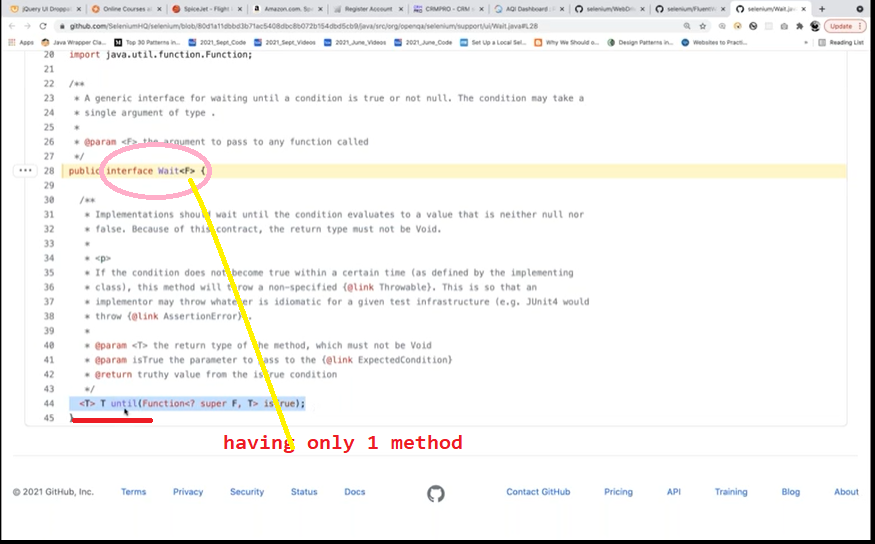 jQuery UI Droppa
Online Courses a
SpiceJet - Flight
Amazon.com. Sp
Register Account
CRMPRO - CRM
AQI Dashboard
selenium/WebDri
selenium/FluentW
selenium/Wait.jav
github.com/SeleniumHQ/selenium/blob/80d1a11dbbd3b71ac5408dbc8b072b154dbd5cb9/java/src/org/openqa/selenium/support/ui/Wait.java#L28
Update
Apps
Java Wrapper Clas...
Top 30 Patterns in...
2021_Sept_Code
2021_Sept_Videos
2021_June_Videos
2021_June_Code
Set Up a Local Sel...
Why We Should o...
Design Patterns in...
Websites to Practi...
»
Reading List
20 import java.util.function.Function;
21
22 /**
23 * A generic interface for waiting until a condition is true or not null. The condition may take a
24 * single argument of type .
25 *
26 * @param <F> the argument to pass to any function called
27 */
28 public interface Wait<F> {
29
30 /**
31 * Implementations should wait until the condition evaluates to a value that is neither null nor
32 * false. Because of this contract, the return type must not be Void.
33 *
34 * <p>
35 * If the condition does not become true within a certain time (as defined by the implementing
36 * class), this method will throw a non-specified {@link Throwable}. This is so that an
37 * implementor may throw whatever is idiomatic for a given test infrastructure (e.g. JUnit4 would
38 * throw {@link AssertionError}).
39 *
40 * @param <T> the return type of the method, which must not be Void
41 * @param isTrue the parameter to pass to the {@link ExpectedCondition}
42 * @return truthy value from the isTrue condition
43 */
44 <T> T until(Function<? super F, T> isTrue);
45 }
having only 1 method
© 2021 GitHub, Inc.
Terms
Privacy
Security
Status
Docs
Contact GitHub
Pricing
API
Training
Blog
About